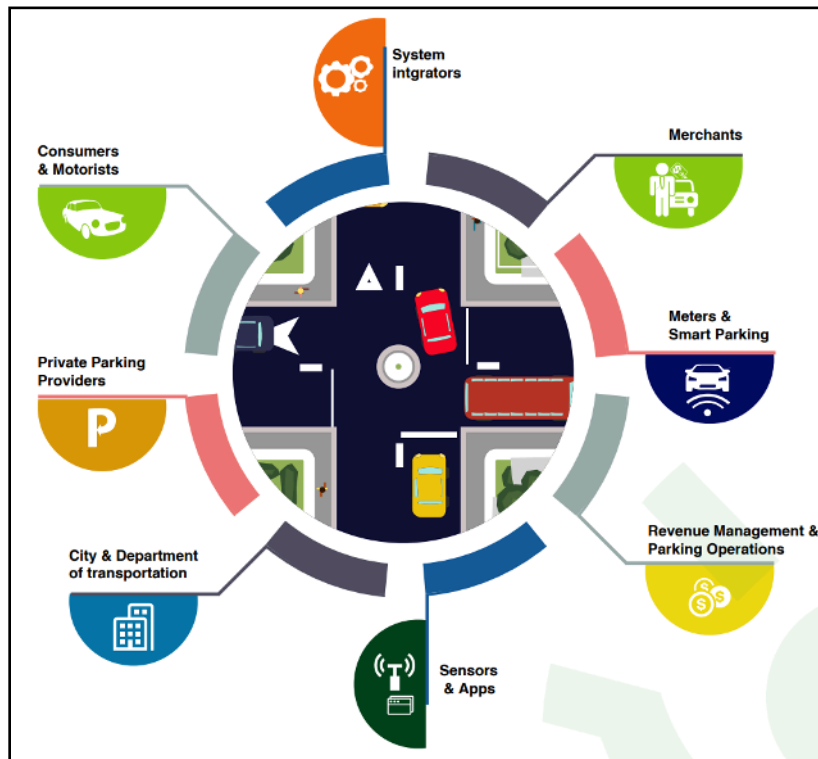 System
intgrators
Merchants
Consumers
& Motorists
Meters &
Smart Parking
Private Parking
Providers
P
Revenue Management &
Parking Operations
City & Department
of transportation
$
$
$
Sensors
& Apps